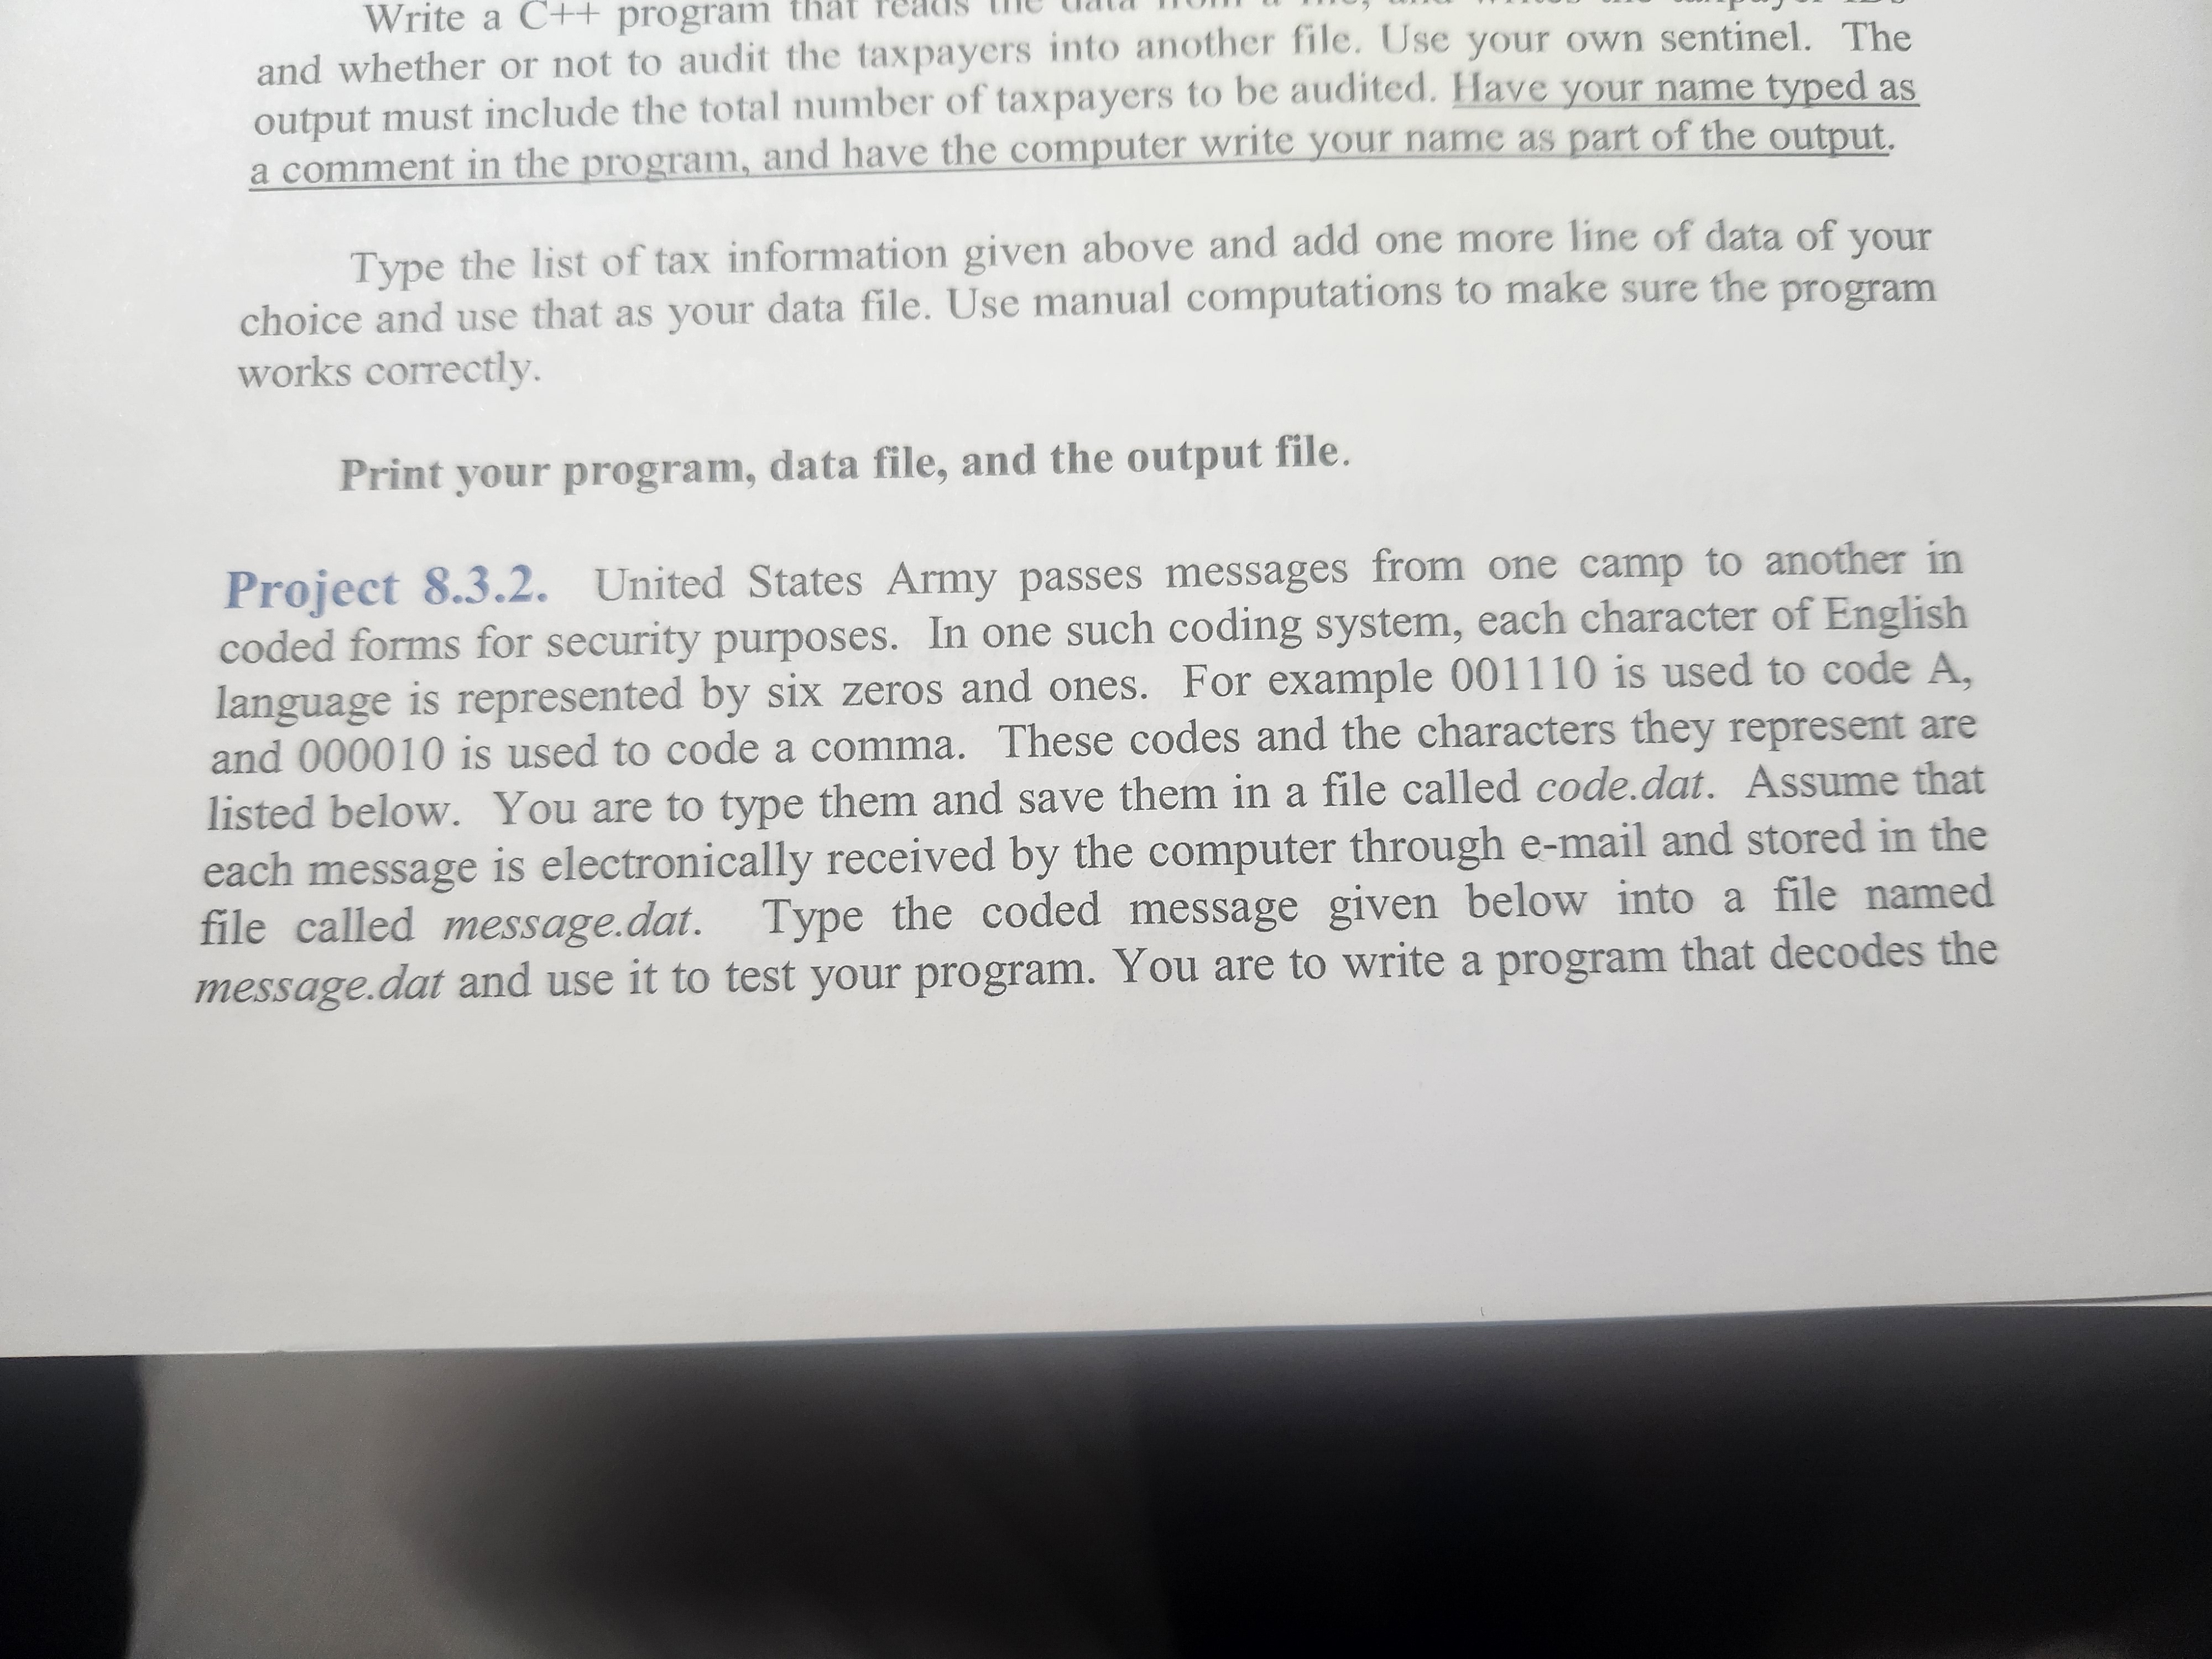 Write a C++ program that reads the data from a file, and writes the taxpayer IDs
and whether or not to audit the taxpayers into another file. Use your own sentinel. The
output must include the total number of taxpayers to be audited. Have your name typed as
a comment in the program, and have the computer write your name as part of the output.
Type the list of tax information given above and add one more line of data of your
choice and use that as your data file. Use manual computations to make sure the program
works correctly.
Print your program, data file, and the output file.
Project 8.3.2. United States Army passes messages from one camp to another in
coded forms for security purposes. In one such coding system, each character of English
language is represented by six zeros and ones. For example 001110 is used to code A,
and 000010 is used to code a comma. These codes and the characters they represent are
listed below. You are to type them and save them in a file called code.dat. Assume that
each message is electronically received by the computer through e-mail and stored in the
file called message.dat. Type the coded message given below into a file named
message.dat and use it to test your program. You are to write a program that decodes the